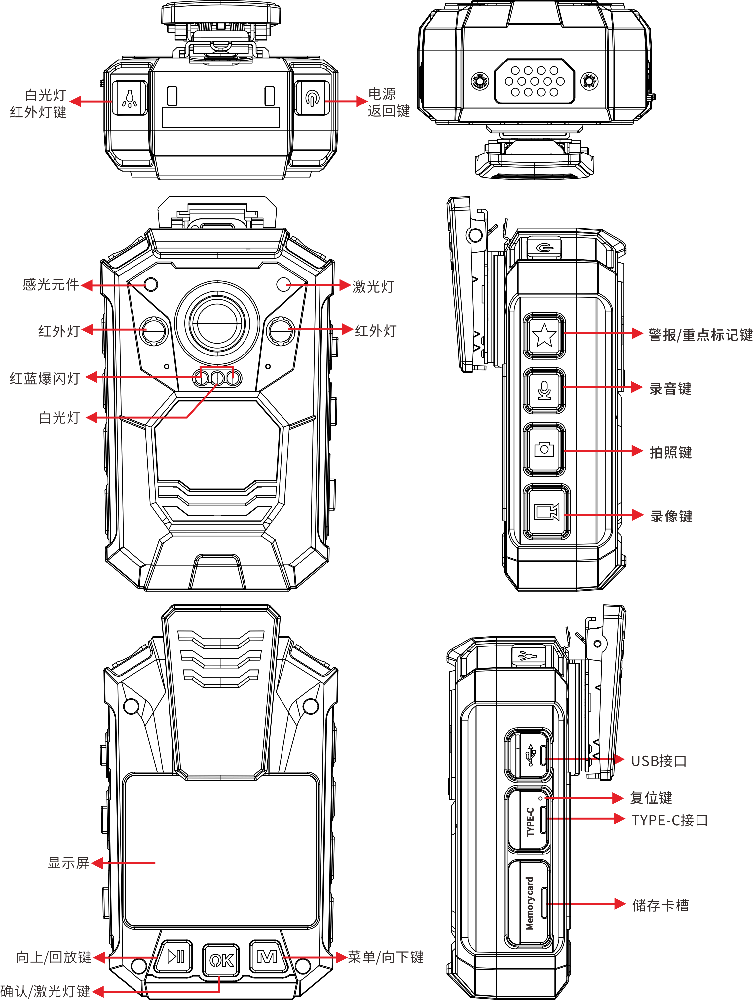 白光灯
红外灯键
电源
返回键
感光元件
激光灯
红外灯
红外灯
红蓝爆闪灯
白光灯
警报/重点标记键
录音键
拍照键
录像键
USB接口
复位键
TYPE-C
TYPE-C接口
显示屏
Memory card
储存卡槽
OK
M
向上/回放键
菜单/向下键
确认/激光灯键